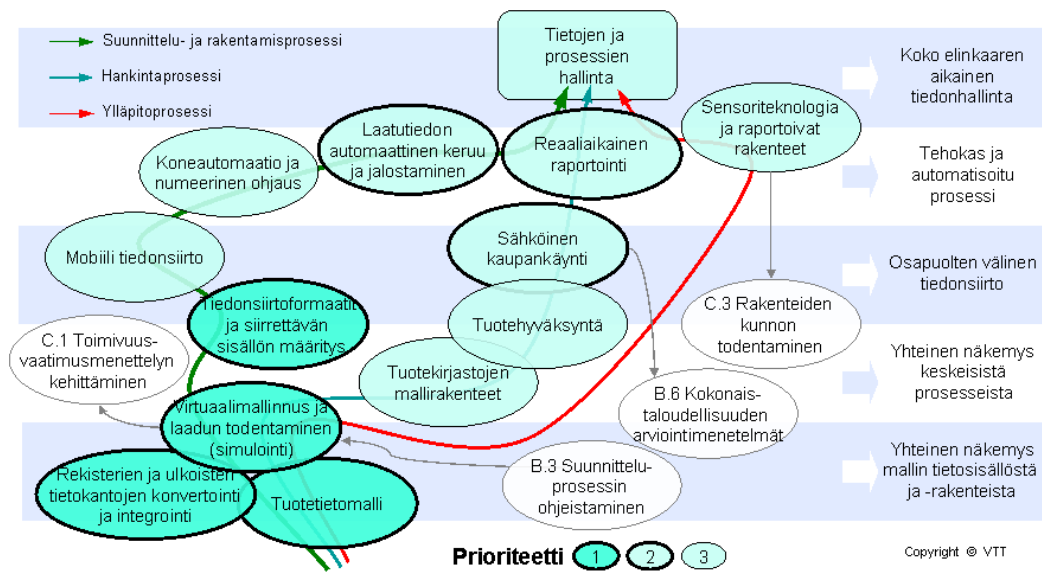 Suunnittelu- ja rakentamisprosessi
Hankintaprosessi
Ylläpitoprosessi
Tietojen ja
prosessien
hallinta
Koko elinkaaren
aikainen
tiedonhallinta
Sensoriteknologia
ja raportoivat
rakenteet
Laatutiedon
automaattinen keruu
ja jalostaminen
Reaaliaikainen
raportointi
Koneautomaatio ja
numeerinen ohjaus
Tehokas ja
automatisoitu
prosessi
Mobiili tiedonsiirto
Sähköinen
kaupankäynti
Osapuolten välinen
tiedonsiirto
Tiedonsiirtoformaatit
ja siirrettävän
sisällön määritys
Tuotehyväksyntä
C.3 Rakenteiden
kunnon
todentaminen
C.1 Toimivuus-
vaatimusmenettelyn
kehittäminen
Tuotekirjastojen
mallirakenteet
Yhteinen näkemys
keskeisistä
prosesseista
Virtuaalimallinnus ja
laadun todentaminen
(simulointi)
B.6 Kokonais-
taloudellisuuden
arviointimenetelmät
Rekisterien ja ulkoisten
tietokantojen konvertointi
ja integrointi
Tuotetietomalli
B.3 Suunnittelu-
prosessin
ohjeistaminen
Yhteinen näkemys
mallin tietosisällöstä
ja -rakenteista
Prioriteetti 1 2 3
Copyright © VTT